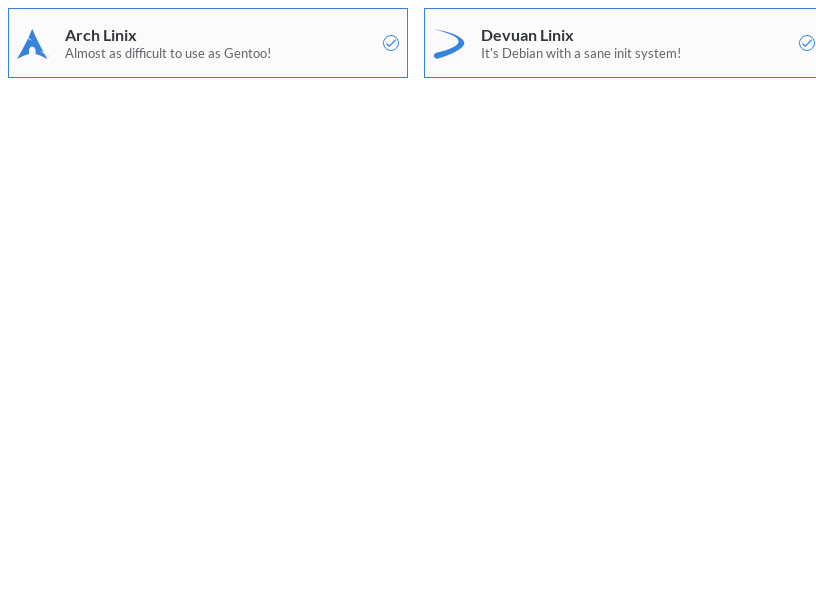 Arch Linix
Almost as difficult to use as Gentoo!
Devuan Linix
It's Debian with a sane init system!